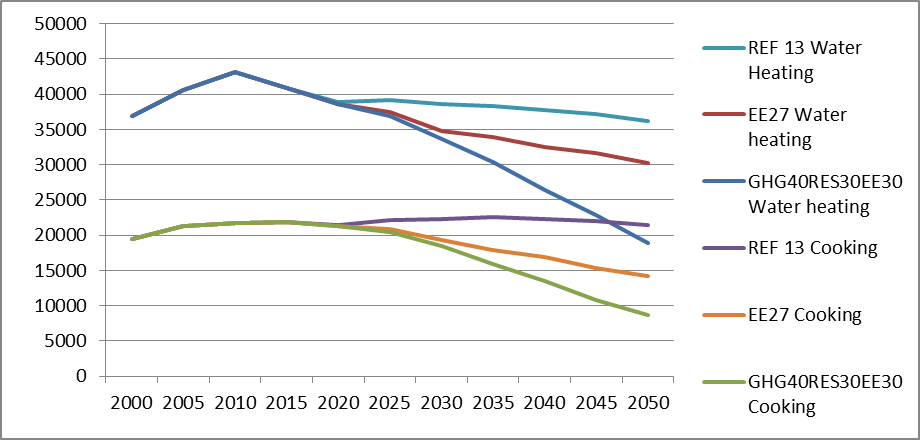 50000
45000
40000
35000
30000
25000
20000
15000
10000
5000
0
2000 2005 2010 2015 2020 2025 2030 2035 2040 2045 2050
REF 13 Water
Heating
EE27 Water
heating
GHG40RES30EE30
Water heating
REF 13 Cooking
EE27 Cooking
GHG40RES30EE30
Cooking